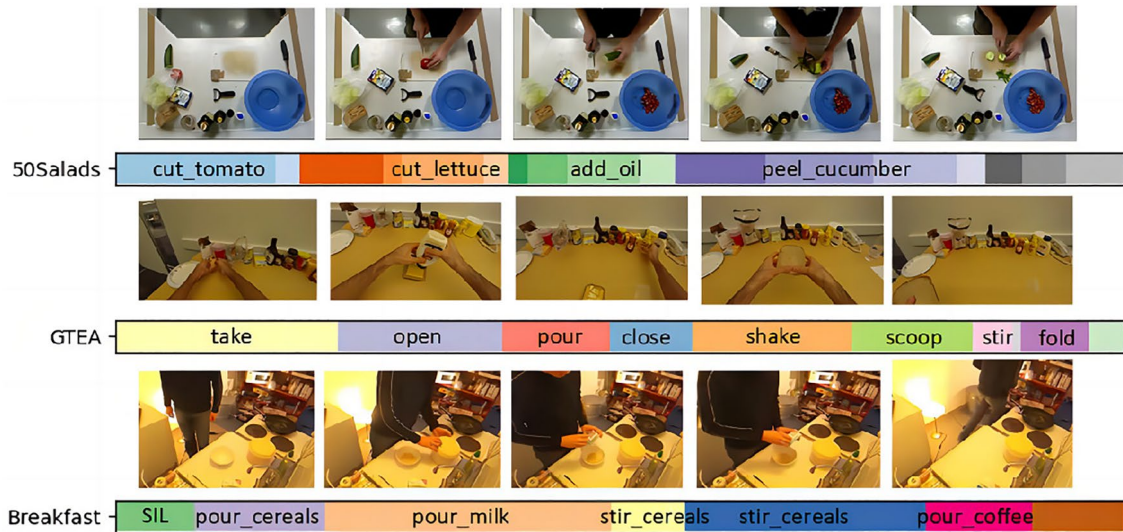 50Salads cut_tomato cut_lettuce add_oil peel_cucumber
GTEA take open pour close shake scoop stir fold
Breakfast SIL pour_cereals pour_milk stir_cereals stir_cereals pour_coffee